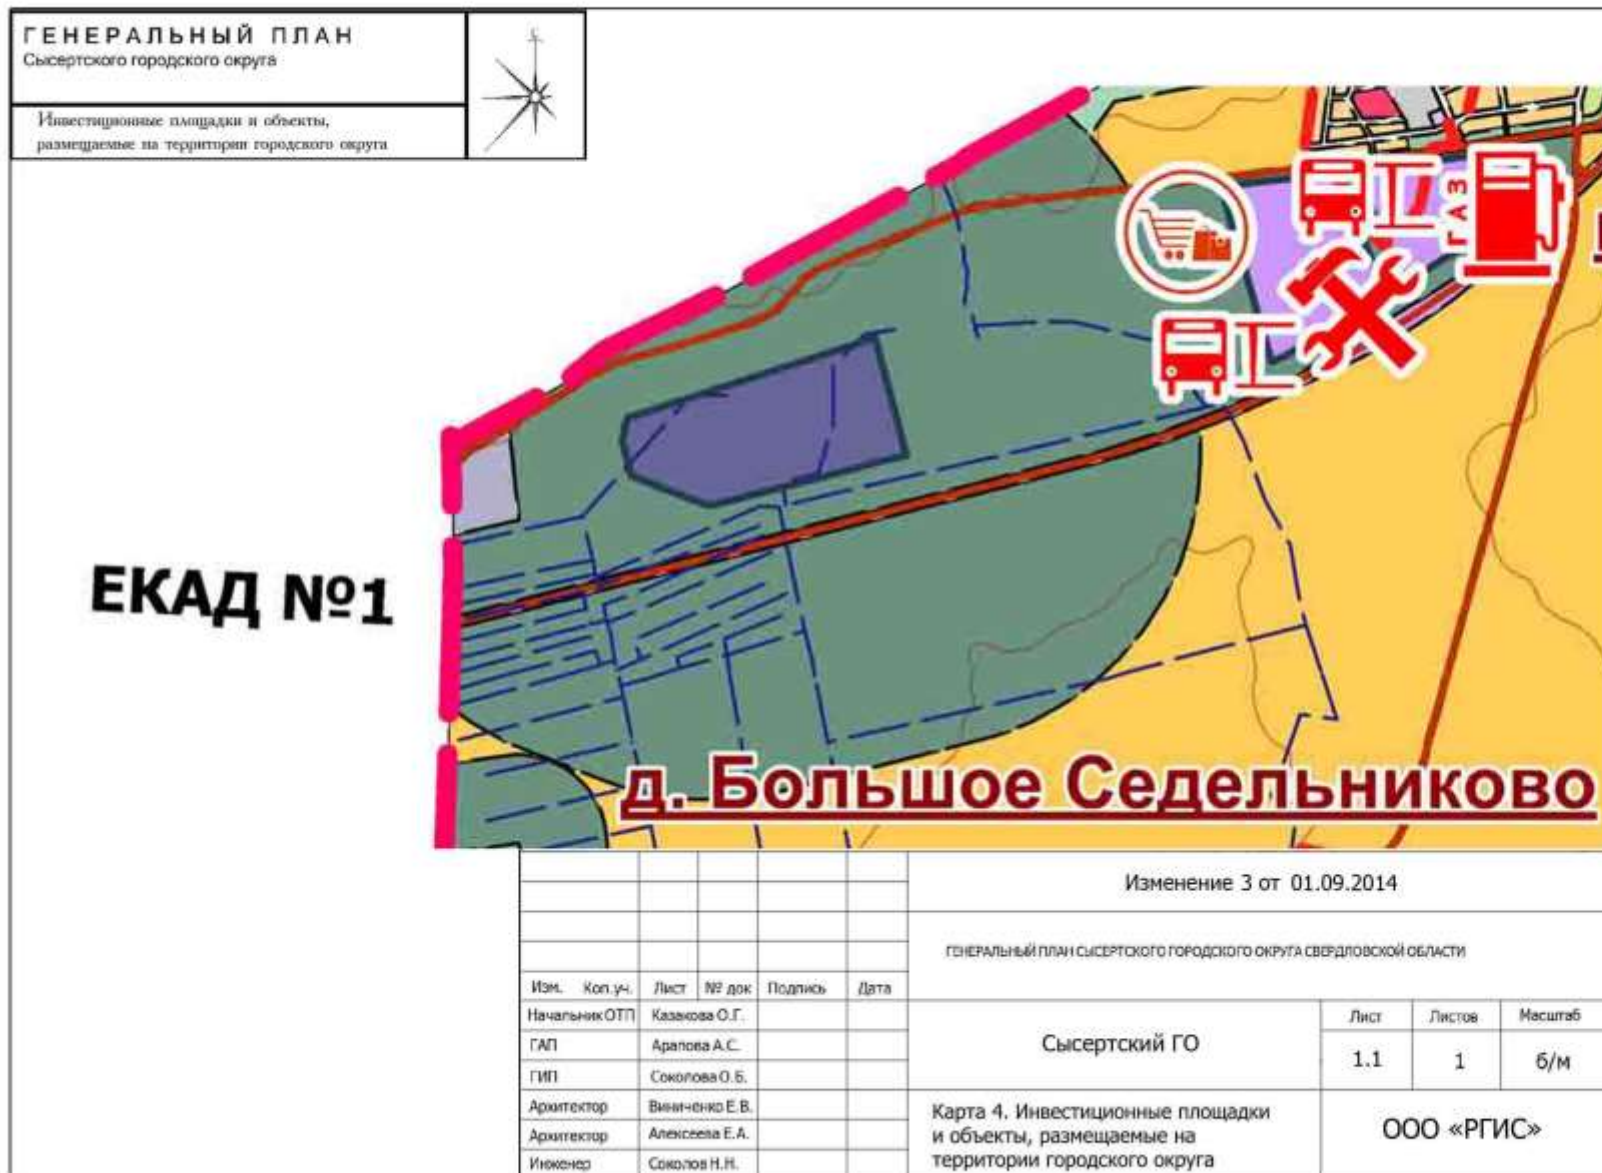 ГЕНЕРАЛЬНЫЙ ПЛАН
Сысертского городского округа
Инвестиционные площадки и объекты,
размещаемые на территории городского округа
С
ГАЗ
ЕКАД №1
д. Большое Седельниково
Изменение 3 от 01.09.2014
ГЕНЕРАЛЬНЫЙ ПЛАН СЫСЕРТСКОГО ГОРОДСКОГО ОКРУГА СВЕРДЛОВСКОЙ ОБЛАСТИ
Изм. Кол.уч. Лист № док Подпись Дата
Начальник ОТП Казакова О.Г.
ГАП Арапова А.С.
ГИП Соколова О.Б.
Архитектор Виниченко Е.В.
Архитектор Алексеева Е.А.
Инженер Соколов Н.Н.
Сысертский ГО
Лист Листов Масштаб
1.1 1 б/м
Карта 4. Инвестиционные площадки
и объекты, размещаемые на
территории городского округа
ООО «РГИС»